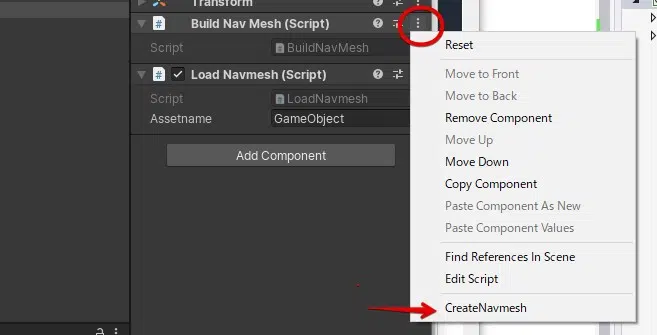 Transform
Build Nav Mesh (Script)
Script
BuildNavMesh
Load Navmesh (Script)
Script
LoadNavmesh
Assetname
GameObject
Add Component
Reset
Move to Front
Move to Back
Remove Component
Move Up
Move Down
Copy Component
Paste Component As New
Paste Component Values
Find References In Scene
Edit Script
CreateNavmesh